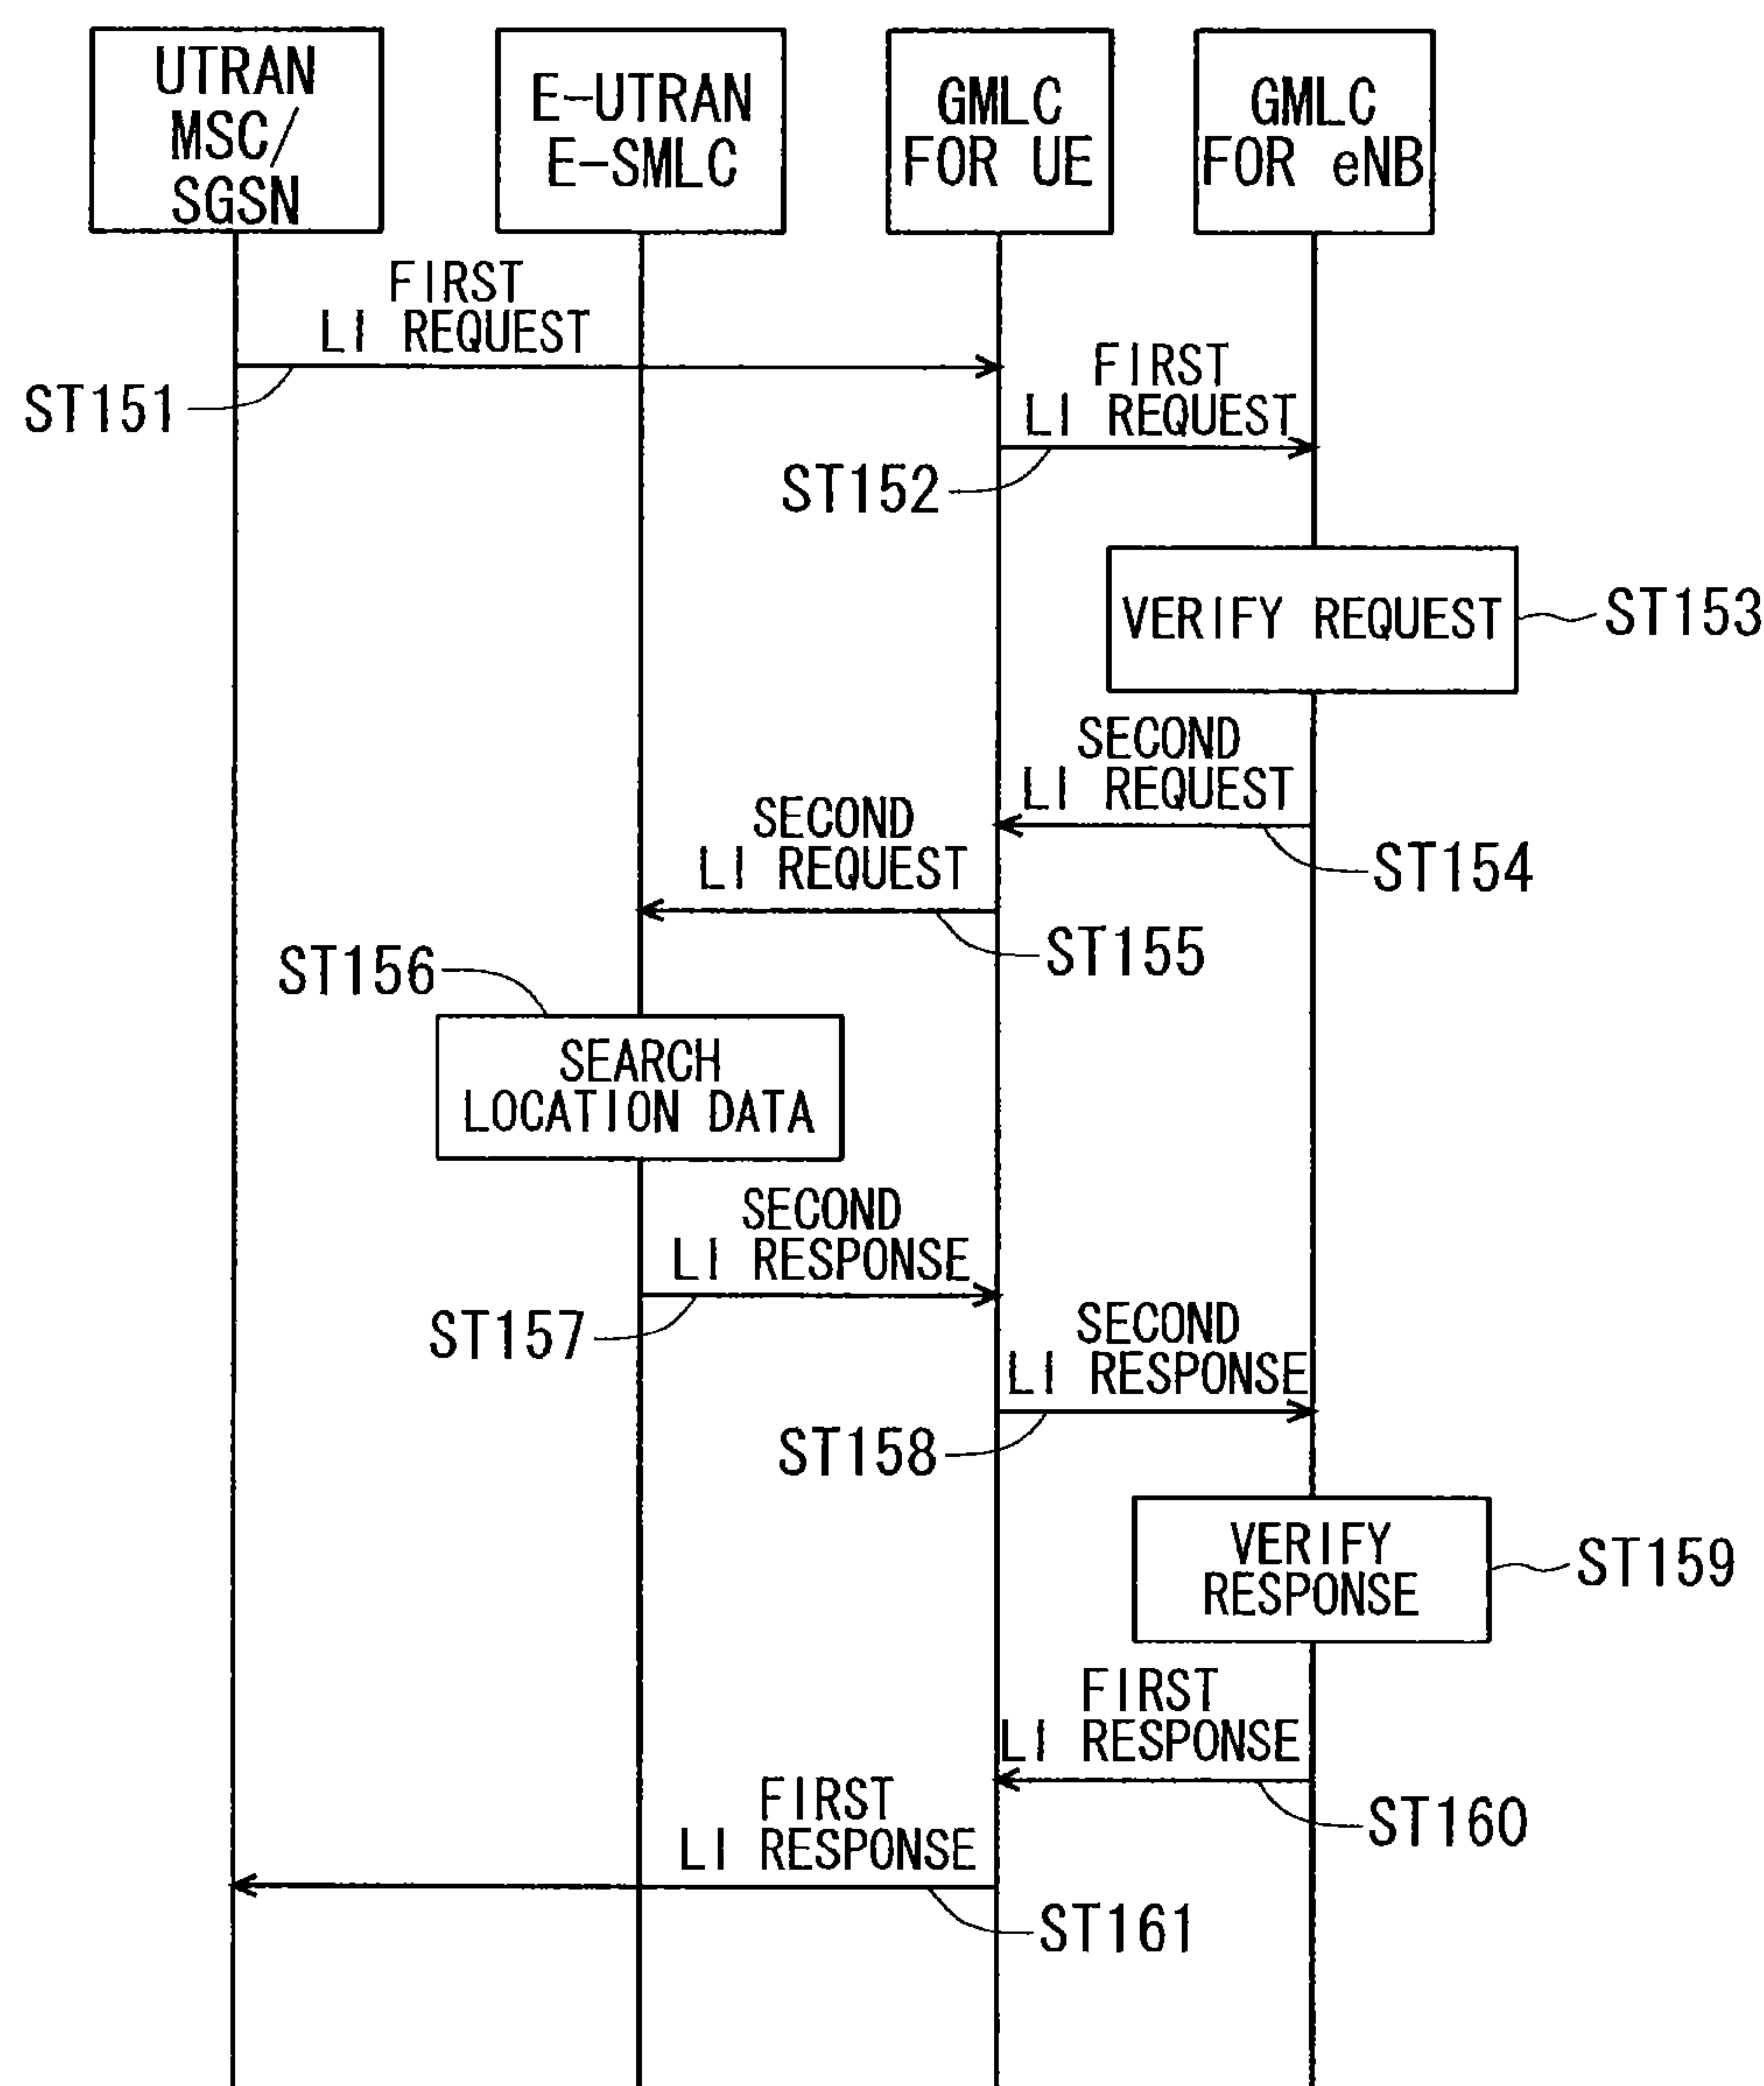 UTRAN
MSC/
SGSN
E-UTRAN
E-SMLC
GMLC
FOR UE
GMLC
FOR eNB
FIRST
LI REQUEST
ST151
FIRST
LI REQUEST
ST152
VERIFY REQUEST
ST153
SECOND
LI REQUEST
ST154
SECOND
LI REQUEST
ST155
ST156
SEARCH
LOCATION DATA
SECOND
LI RESPONSE
ST157
SECOND
LI RESPONSE
ST158
VERIFY
RESPONSE
ST159
FIRST
LI RESPONSE
ST160
FIRST
LI RESPONSE
ST161